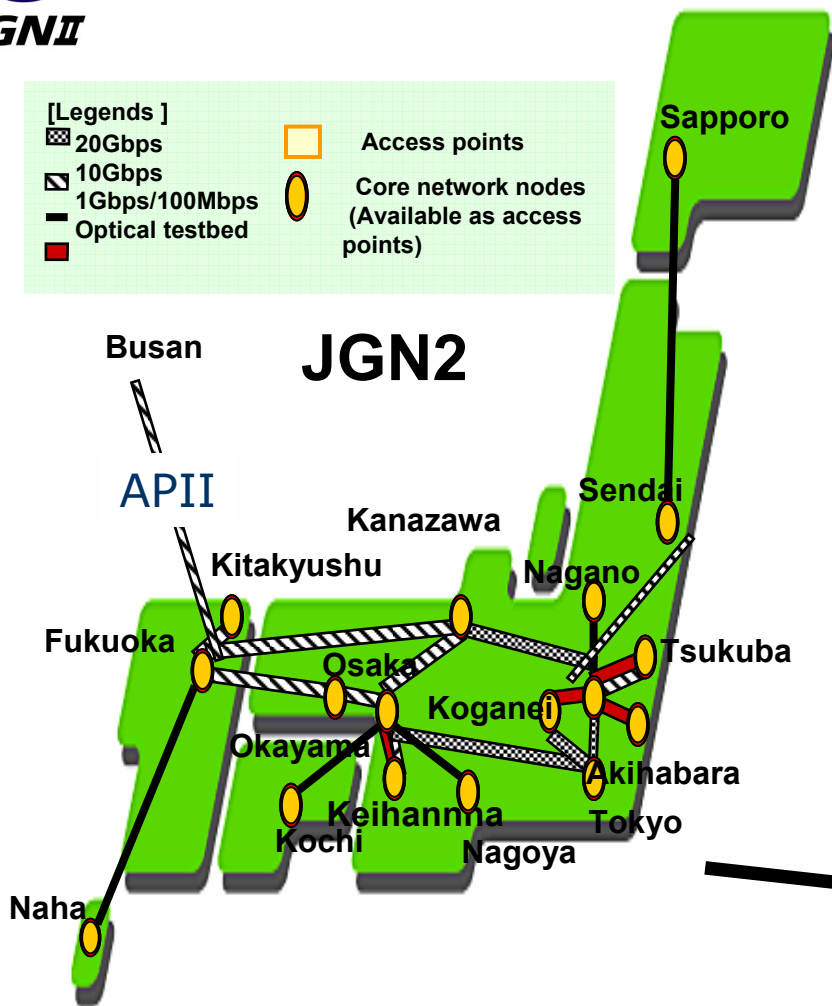 GNII
[Legends ]
20Gbps
10Gbps
1Gbps/100Mbps
Optical testbed
Access points
Core network nodes
(Available as access
points)
Sapporo
JGN2
Busan
APII
Sendai
Kanazawa
Nagano
Kitakyushu
Fukuoka
Osaka
Tsukuba
Koganei
Okayama
Akihabara
Keihannna
Tokyo
Kochi
Nagoya
Naha